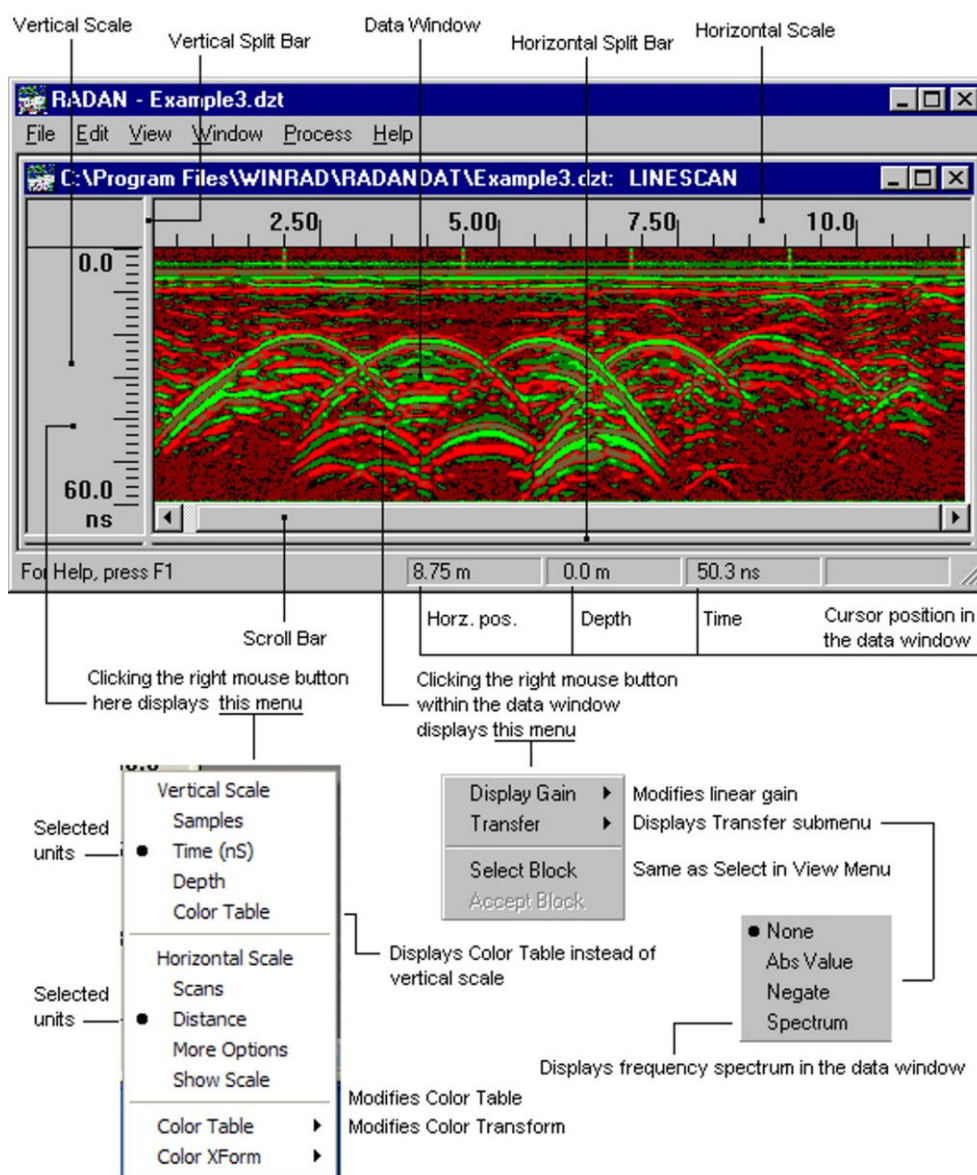 Vertical Scale
Vertical Split Bar
Data Window
Horizontal Split Bar
Horizontal Scale
RADAN - Example3.dzt
File Edit View Window Process Help
C:\Program Files\WINRAD\RADANDAT\Example3.dzt: LINESCAN
2.50 5.00 7.50 10.0
0.0
60.0
ns
For Help, press F1
8.75 m 0.0 m 50.3 ns
Horz. pos. Depth Time
Cursor position in
the data window
Scroll Bar
Clicking the right mouse button
here displays this menu
Clicking the right mouse button
within the data window
displays this menu
Vertical Scale
Samples
Time (nS)
Depth
Color Table
Selected
units
Displays Color Table instead of
vertical scale
Horizontal Scale
Scans
Distance
More Options
Show Scale
Selected
units
Color Table
Color XForm
Modifies Color Table
Modifies Color Transform
Display Gain
Transfer
Select Block
Accept Block
Modifies linear gain
Displays Transfer submenu
Same as Select in View Menu
None
Abs Value
Negate
Spectrum
Displays frequency spectrum in the data window